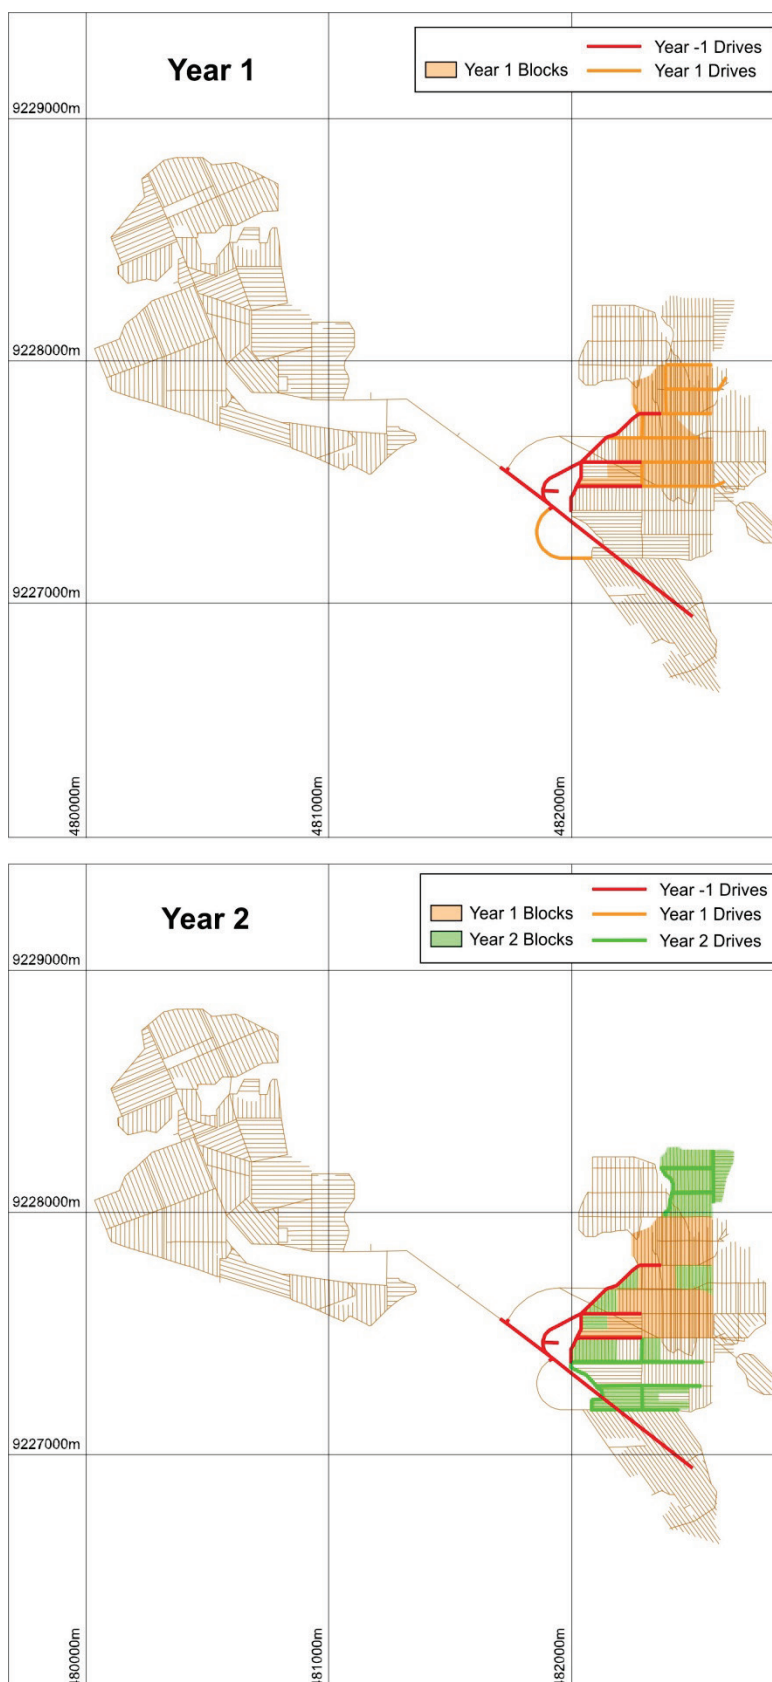 Year 1
Year -1 Drives
Year 1 Blocks
Year 1 Drives
9229000m
9228000m
9227000m
480000m
481000m
482000m
Year 2
Year -1 Drives
Year 1 Blocks
Year 1 Drives
Year 2 Blocks
Year 2 Drives
9229000m
9228000m
9227000m
480000m
481000m
482000m